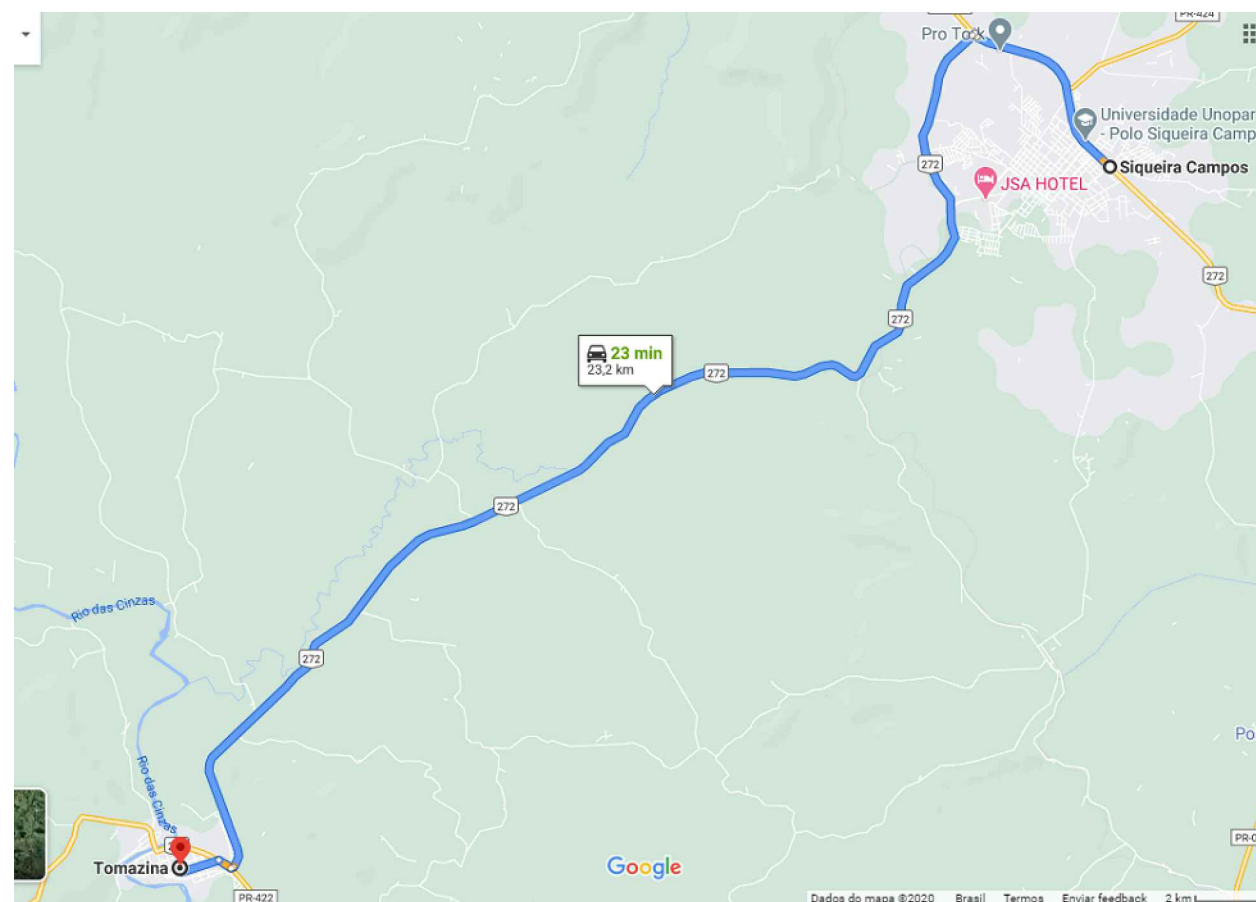 PR-424
Pro Tork
Universidade Unopar
- Polo Siqueira Camp
Siqueira Campos
272
JSA HOTEL
272
272
23 min
23,2 km
272
272
Rio das Cinzas
272
Rio das Cinzas
Tomazina
PR-422
Google
Po
Dados do mapa ©2020 Brasil Termos Enviar feedback 2 km